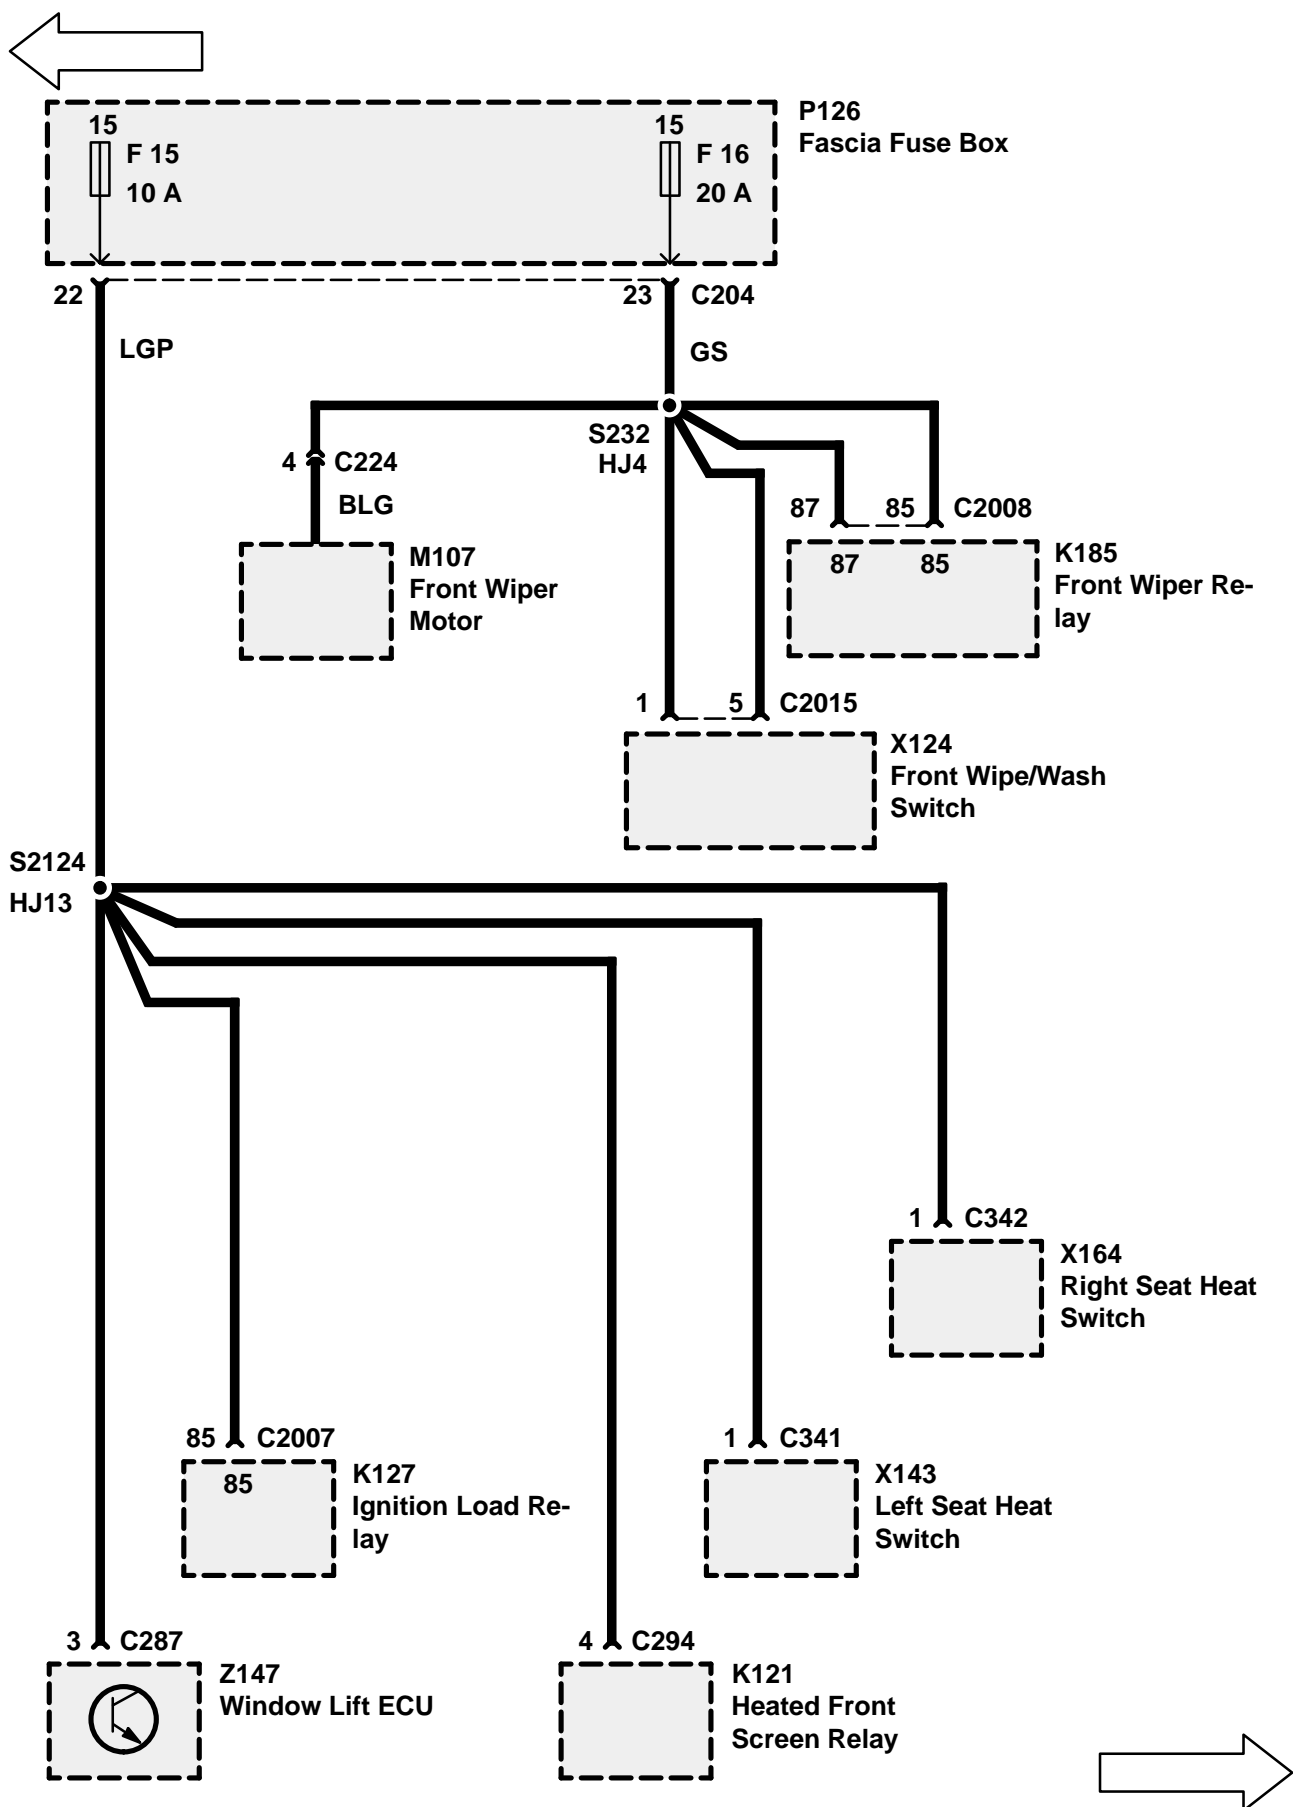 P126
Fascia Fuse Box
15
F 15
10 A
15
F 16
20 A
22
23
C204
LGP
GS
S232
HJ4
4
C224
BLG
87
85
C2008
M107
Front Wiper
Motor
87
85
K185
Front Wiper Re-
lay
1
5
C2015
X124
Front Wipe/Wash
Switch
S2124
HJ13
1
C342
X164
Right Seat Heat
Switch
85
C2007
85
K127
Ignition Load Re-
lay
1
C341
X143
Left Seat Heat
Switch
3
C287
Z147
Window Lift ECU
4
C294
K121
Heated Front
Screen Relay